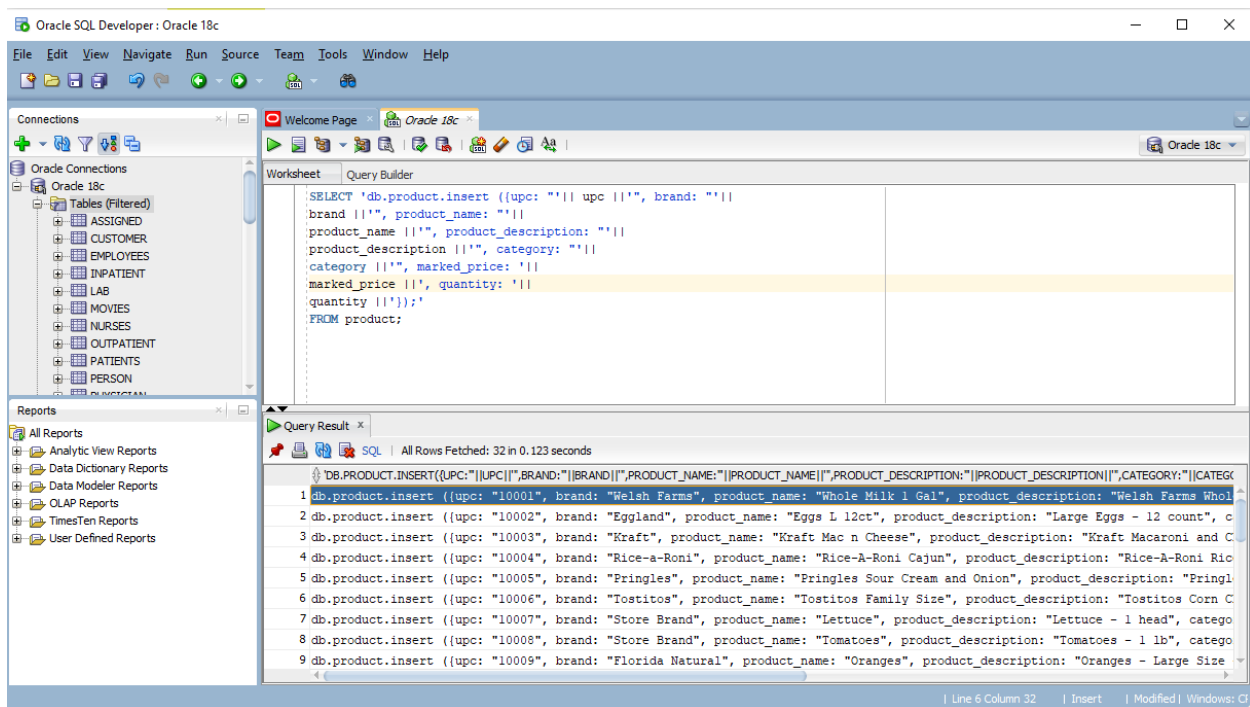 Oracle SQL Developer : Oracle 18c
File Edit View Navigate Run Source Team Tools Window Help
Connections
Oracle Connections
Oracle 18c
Tables (Filtered)
ASSIGNED
CUSTOMER
EMPLOYEES
INPATIENT
LAB
MOVIES
NURSES
OUTPATIENT
PATIENTS
PERSON
PHYSICIAN
Reports
All Reports
Analytic View Reports
Data Dictionary Reports
Data Modeler Reports
OLAP Reports
TimesTen Reports
User Defined Reports
Welcome Page Oracle 18c
Oracle 18c
Worksheet Query Builder
SELECT 'db.product.insert ({upc: "'|| upc ||'", brand: "'||
brand ||'", product_name: "'||
product_name ||'", product_description: "'||
product_description ||'", category: "'||
category ||'", marked_price: '||
marked_price ||', quantity: '||
quantity ||'});'
FROM product;
Query Result x
SQL | All Rows Fetched: 32 in 0.123 seconds
'DB.PRODUCT.INSERT({UPC:"'||UPC||'",BRAND:"'||BRAND||'",PRODUCT_NAME:"'||PRODUCT_NAME||'",PRODUCT_DESCRIPTION:"'||PRODUCT_DESCRIPTION||'",CATEGORY:"'||CATEG
1 db.product.insert ({upc: "10001", brand: "Welsh Farms", product_name: "Whole Milk 1 Gal", product_description: "Welsh Farms Whol
2 db.product.insert ({upc: "10002", brand: "Eggland", product_name: "Eggs L 12ct", product_description: "Large Eggs - 12 count", c
3 db.product.insert ({upc: "10003", brand: "Kraft", product_name: "Kraft Mac n Cheese", product_description: "Kraft Macaroni and C
4 db.product.insert ({upc: "10004", brand: "Rice-a-Roni", product_name: "Rice-A-Roni Cajun", product_description: "Rice-A-Roni Ric
5 db.product.insert ({upc: "10005", brand: "Pringles", product_name: "Pringles Sour Cream and Onion", product_description: "Pringl
6 db.product.insert ({upc: "10006", brand: "Tostitos", product_name: "Tostitos Family Size", product_description: "Tostitos Corn C
7 db.product.insert ({upc: "10007", brand: "Store Brand", product_name: "Lettuce", product_description: "Lettuce - 1 head", catego
8 db.product.insert ({upc: "10008", brand: "Store Brand", product_name: "Tomatoes", product_description: "Tomatoes - 1 lb", catego
9 db.product.insert ({upc: "10009", brand: "Florida Natural", product_name: "Oranges", product_description: "Oranges - Large Size
| Line 6 Column 32 | Insert | Modified | Windows: C